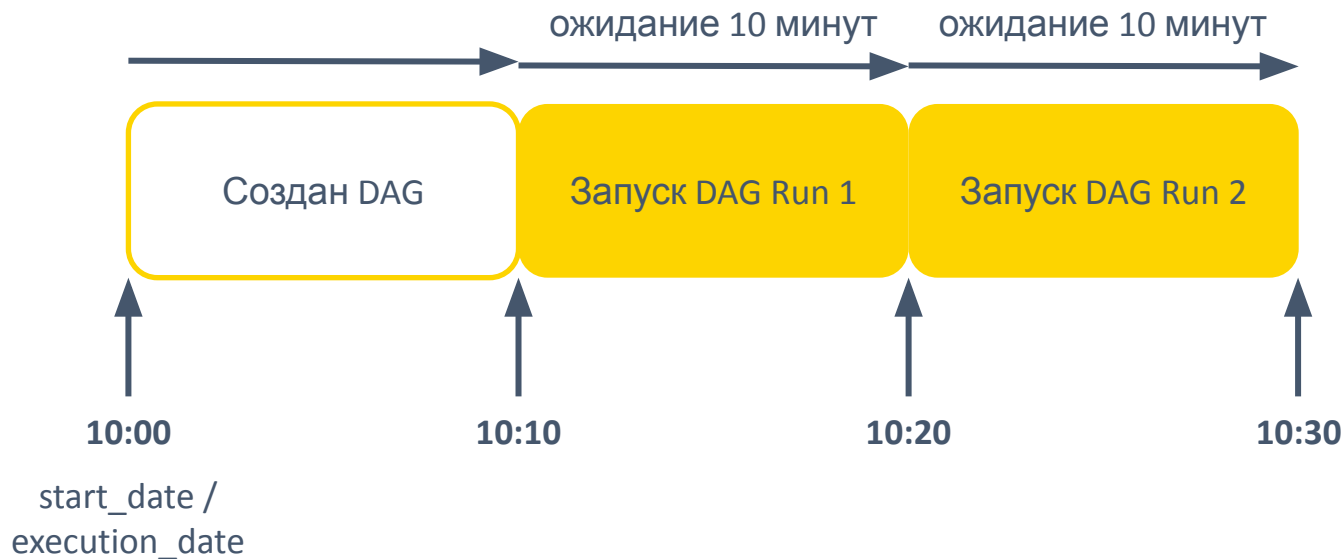 ожидание 10 минут
ожидание 10 минут
Создан DAG
Запуск DAG Run 1
Запуск DAG Run 2
10:00
10:10
10:20
10:30
start_date /
execution_date